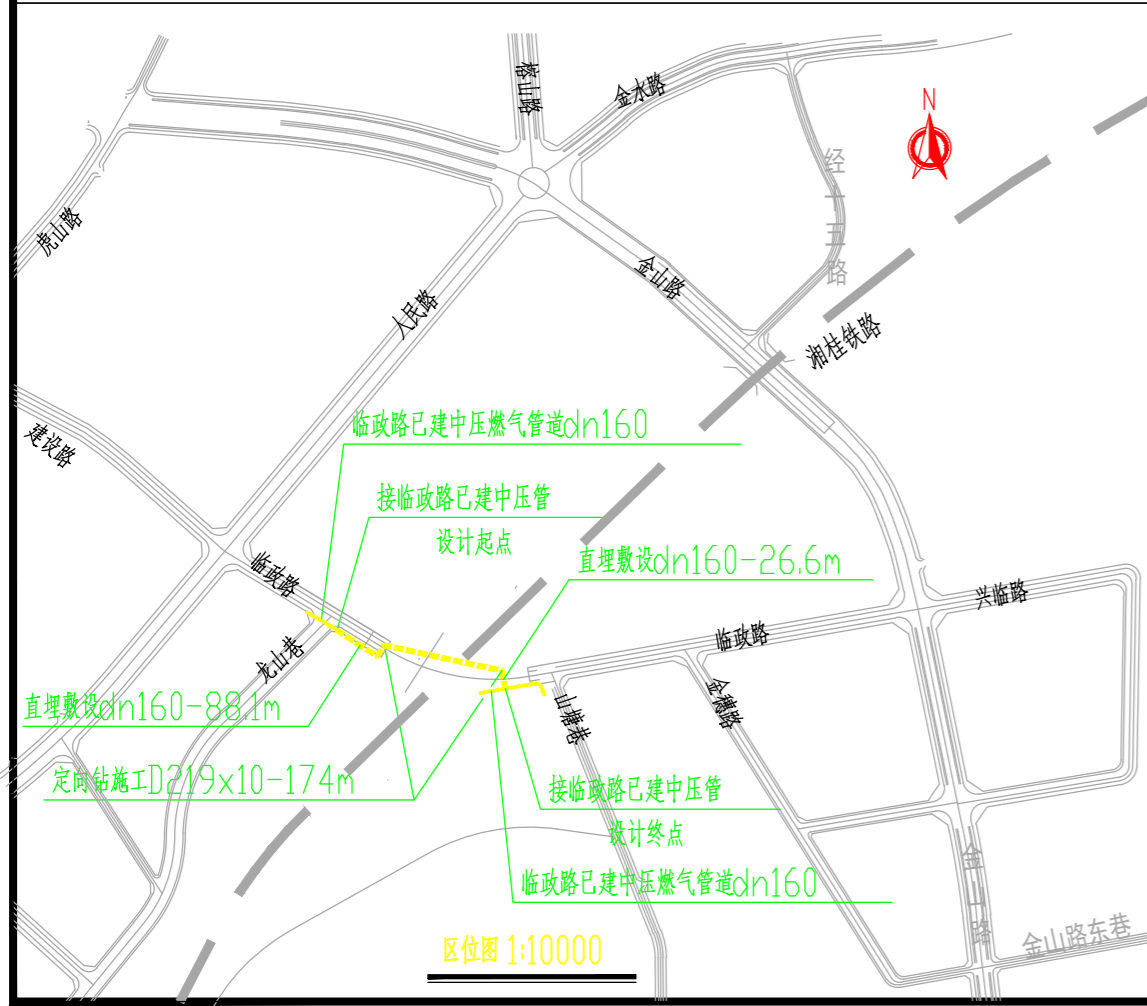 榕山路
金水路
N
经十五路
虎山路
金山路
人民路
湘桂铁路
建设路
临政路已建中压燃气管道dn160
接临政路已建中压管
设计起点
直埋敷设dn160-26.6m
临政路
兴临路
临政路
龙山巷
金穗路
山塘巷
直埋敷设dn160-88.1m
定向钻施工D219x10-174m
接临政路已建中压管
设计终点
临政路已建中压燃气管道dn160
金山路
金山路东巷
区位图 1:10000